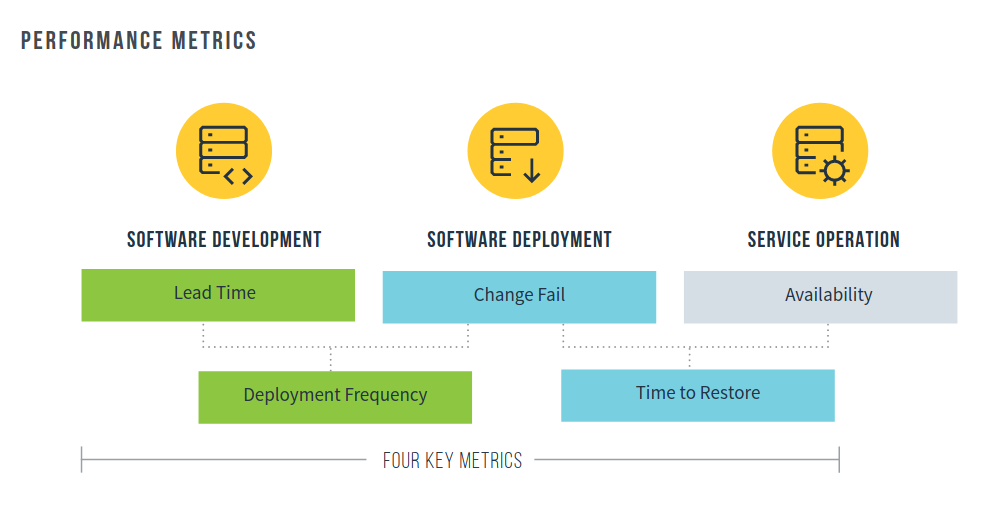 PERFORMANCE METRICS
SOFTWARE DEVELOPMENT
SOFTWARE DEPLOYMENT
SERVICE OPERATION
Lead Time
Change Fail
Availability
Deployment Frequency
Time to Restore
FOUR KEY METRICS